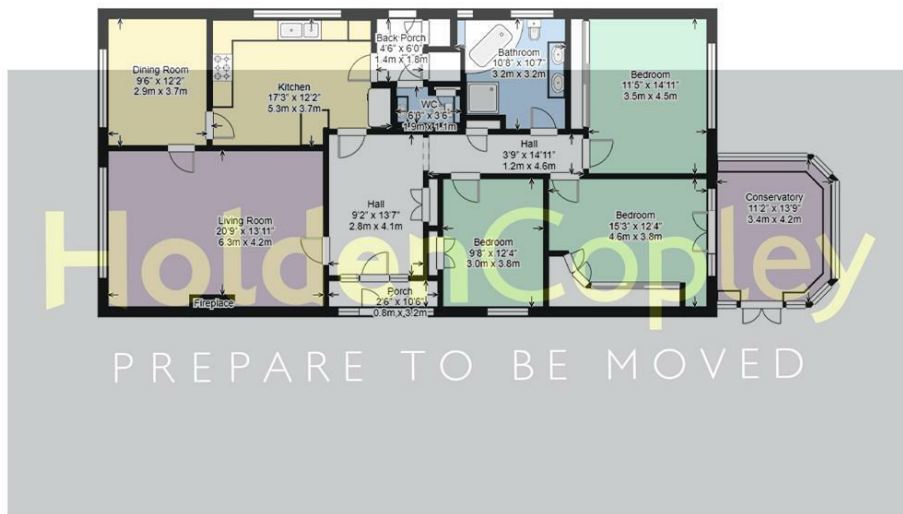 Dining Room
9'6" x 12'2"
2.9m x 3.7m
Kitchen
17'3" x 12'2"
5.3m x 3.7m
Back Porch
4'6" x 6'0"
1.4m x 1.8m
WC
6'3" x 3'6"
1.9m x 1.1m
Bathroom
10'8" x 10'7"
3.2m x 3.2m
Bedroom
11'5" x 14'11"
3.5m x 4.5m
Hall
3'9" x 14'11"
1.2m x 4.6m
Living Room
20'9" x 13'11"
6.3m x 4.2m
Fireplace
Hall
9'2" x 13'7"
2.8m x 4.1m
Porch
2'6" x 10'6"
0.8m x 3.2m
Bedroom
9'8" x 12'4"
3.0m x 3.8m
Bedroom
15'3" x 12'4"
4.6m x 3.8m
Conservatory
11'2" x 13'9"
3.4m x 4.2m
HoldenCopley
PREPARE TO BE MOVED